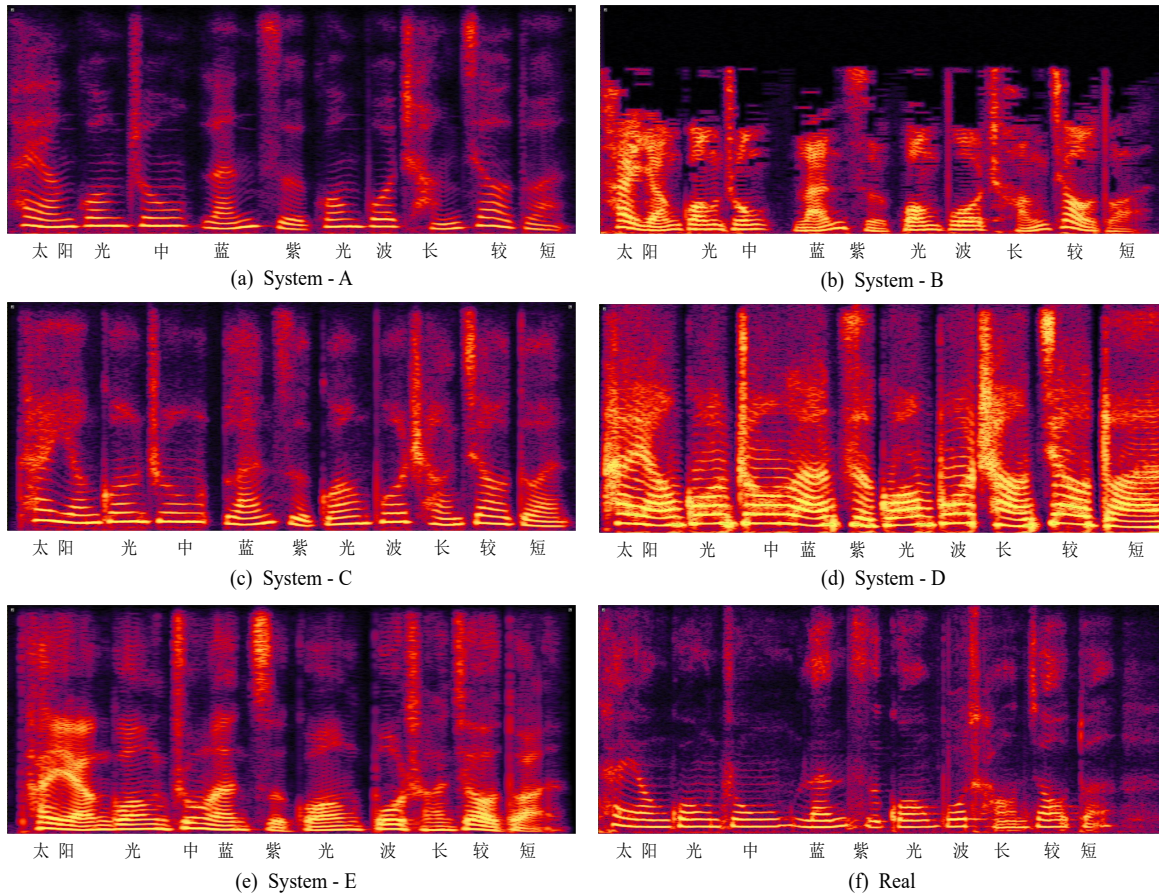 太 阳 光 中 蓝 紫 光 波 长 较 短
(a) System - A
太 阳 光 中 蓝 紫 光 波 长 较 短
(b) System - B
太 阳 光 中 蓝 紫 光 波 长 较 短
(c) System - C
太 阳 光 中 蓝 紫 光 波 长 较 短
(d) System - D
太 阳 光 中 蓝 紫 光 波 长 较 短
(e) System - E
太 阳 光 中 蓝 紫 光 波 长 较 短
(f) Real